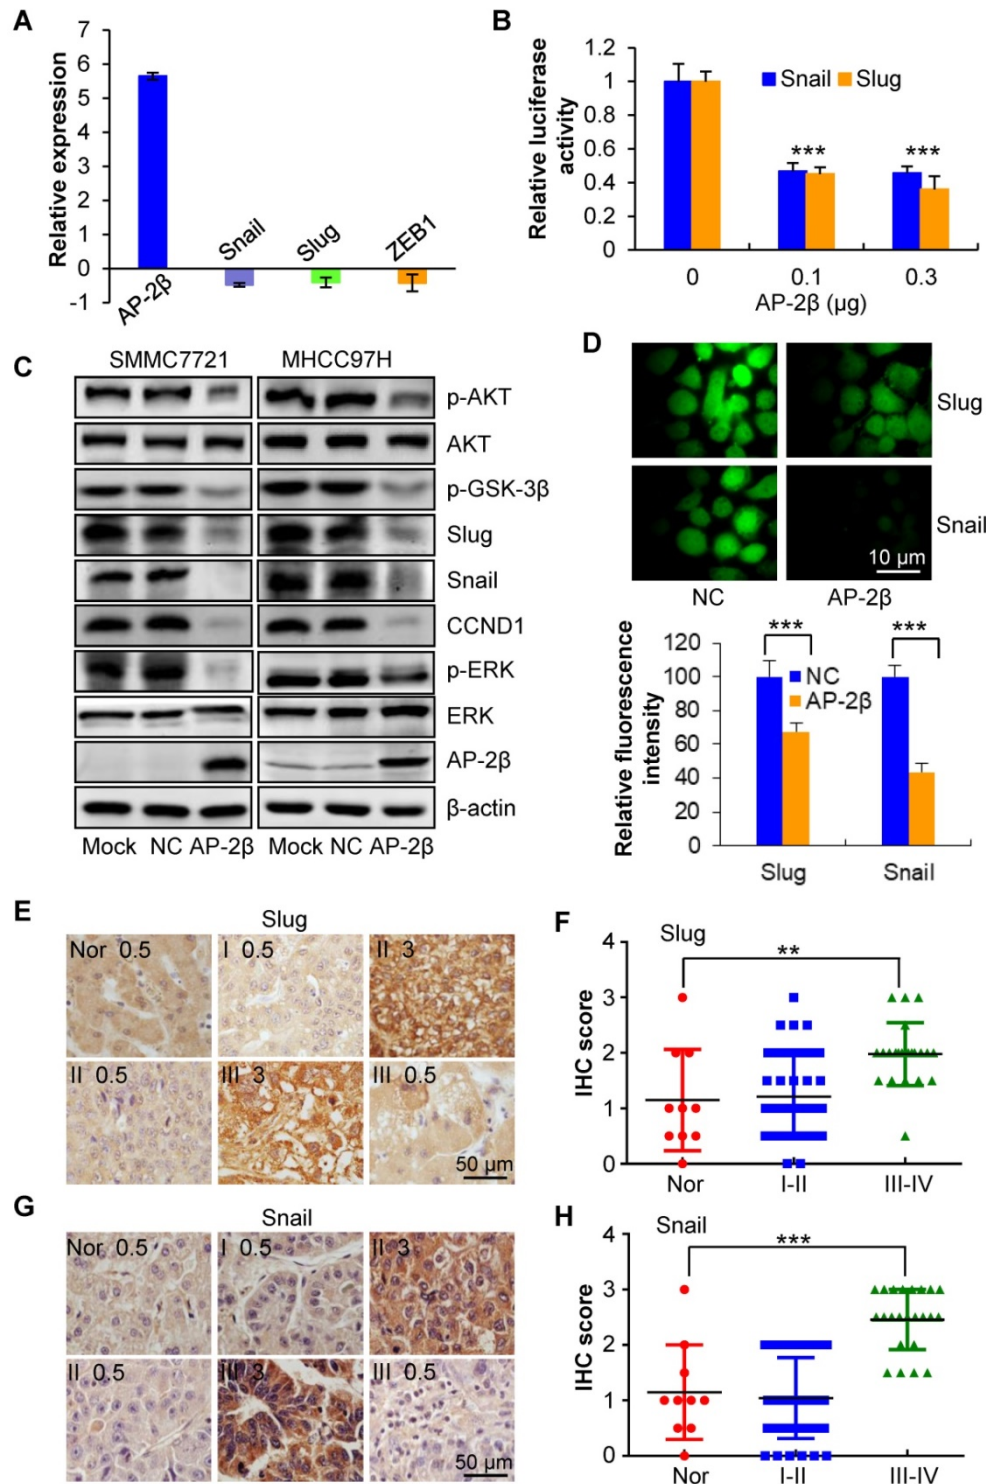 A
Relative expression
7
6
5
4
3
2
1
0
-1
AP-2β
Snail
Slug
ZEB1
B
Relative luciferase
activity
1.2
1
0.8
0.6
0.4
0.2
0
Snail Slug
*** ***
0 0.1 0.3
AP-2β (µg)
C
SMMC7721 MHCC97H
p-AKT
AKT
p-GSK-3β
Slug
Snail
CCND1
p-ERK
ERK
AP-2β
β-actin
Mock NC AP-2β Mock NC AP-2β
D
Slug
Snail
10 µm
NC AP-2β
Relative fluorescence
intensity
120
100
80
60
40
20
0
*** ***
NC
AP-2β
Slug Snail
E
Slug
Nor 0.5 I 0.5 II 3
II 0.5 III 3 III 0.5
50 µm
F
Slug
**
IHC score
4
3
2
1
0
Nor I-II III-IV
G
Snail
Nor 0.5 I 0.5 II 3
II 0.5 III 3 III 0.5
50 µm
H
Snail
***
IHC score
4
3
2
1
0
Nor I-II III-IV